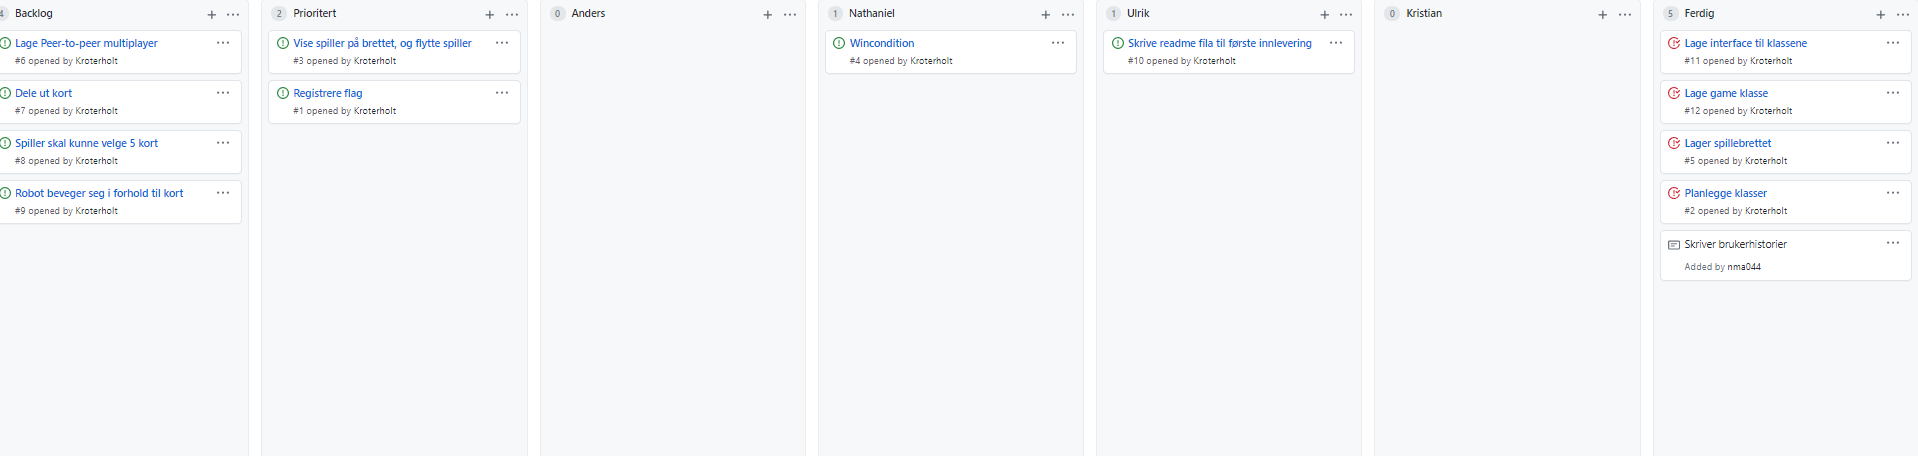 4 Backlog
Lage Peer-to-peer multiplayer
#6 opened by Kroterholt
Dele ut kort
#7 opened by Kroterholt
Spiller skal kunne velge 5 kort
#8 opened by Kroterholt
Robot beveger seg i forhold til kort
#9 opened by Kroterholt
2 Prioritert
Vise spiller på brettet, og flytte spiller
#3 opened by Kroterholt
Registrere flag
#1 opened by Kroterholt
0 Anders
1 Nathaniel
Wincondition
#4 opened by Kroterholt
1 Ulrik
Skrive readme fila til første innlevering
#10 opened by Kroterholt
0 Kristian
5 Ferdig
Lage interface til klassene
#11 opened by Kroterholt
Lage game klasse
#12 opened by Kroterholt
Lager spillebrettet
#5 opened by Kroterholt
Planlegge klasser
#2 opened by Kroterholt
Skriver brukerhistorier
Added by nma044